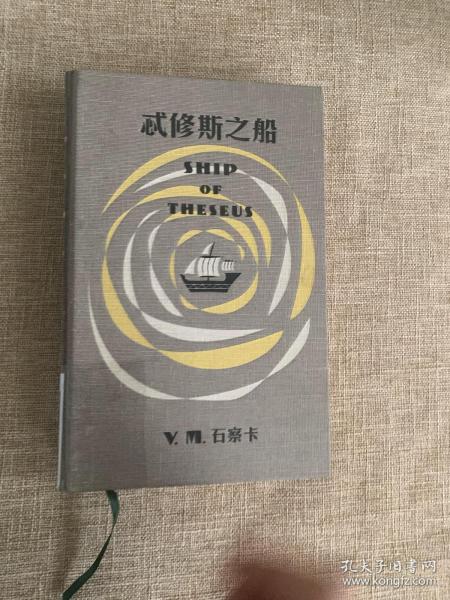 忒修斯之船
SHIP
OF
THESEUS
V. M. 石察卡
孔夫子旧书网
www.kongfz.com